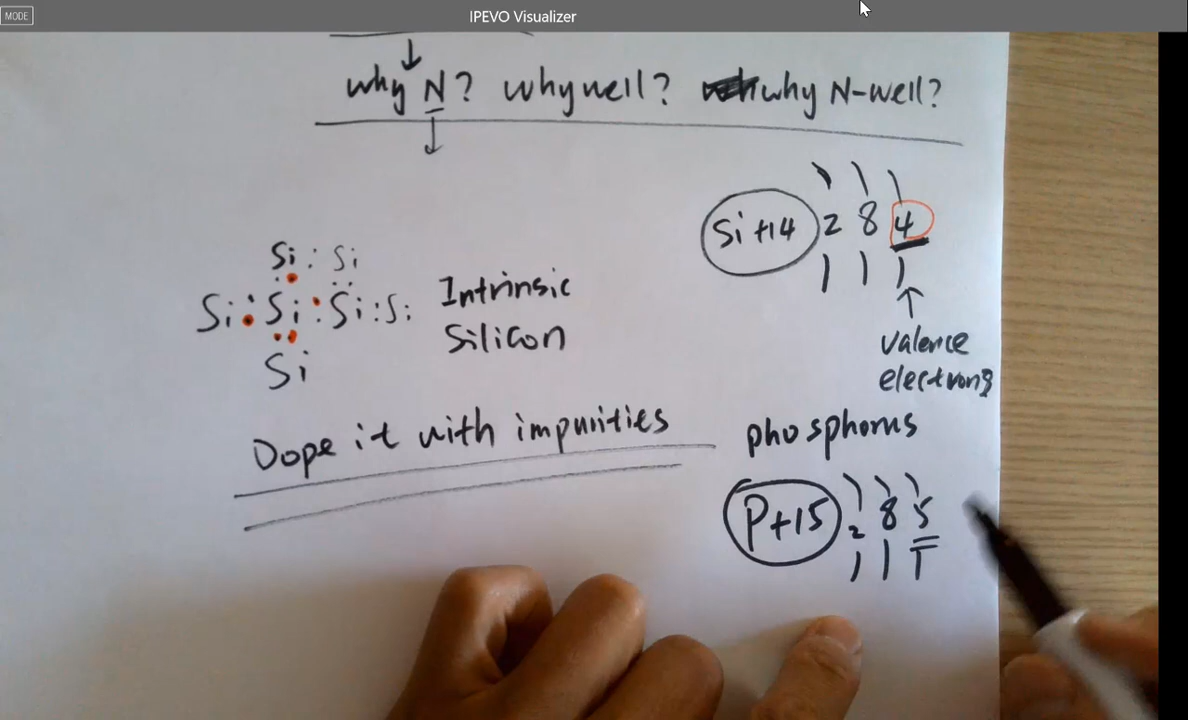 MODE
IPEVO Visualizer
why N? why well? why N-well?
Si +14 2 8 4
Si : Si
Si : Si : Si : Si
Si
Intrinsic
Silicon
valence
electrons
Dope it with impurities
phosphorus
P+15 2 8 5